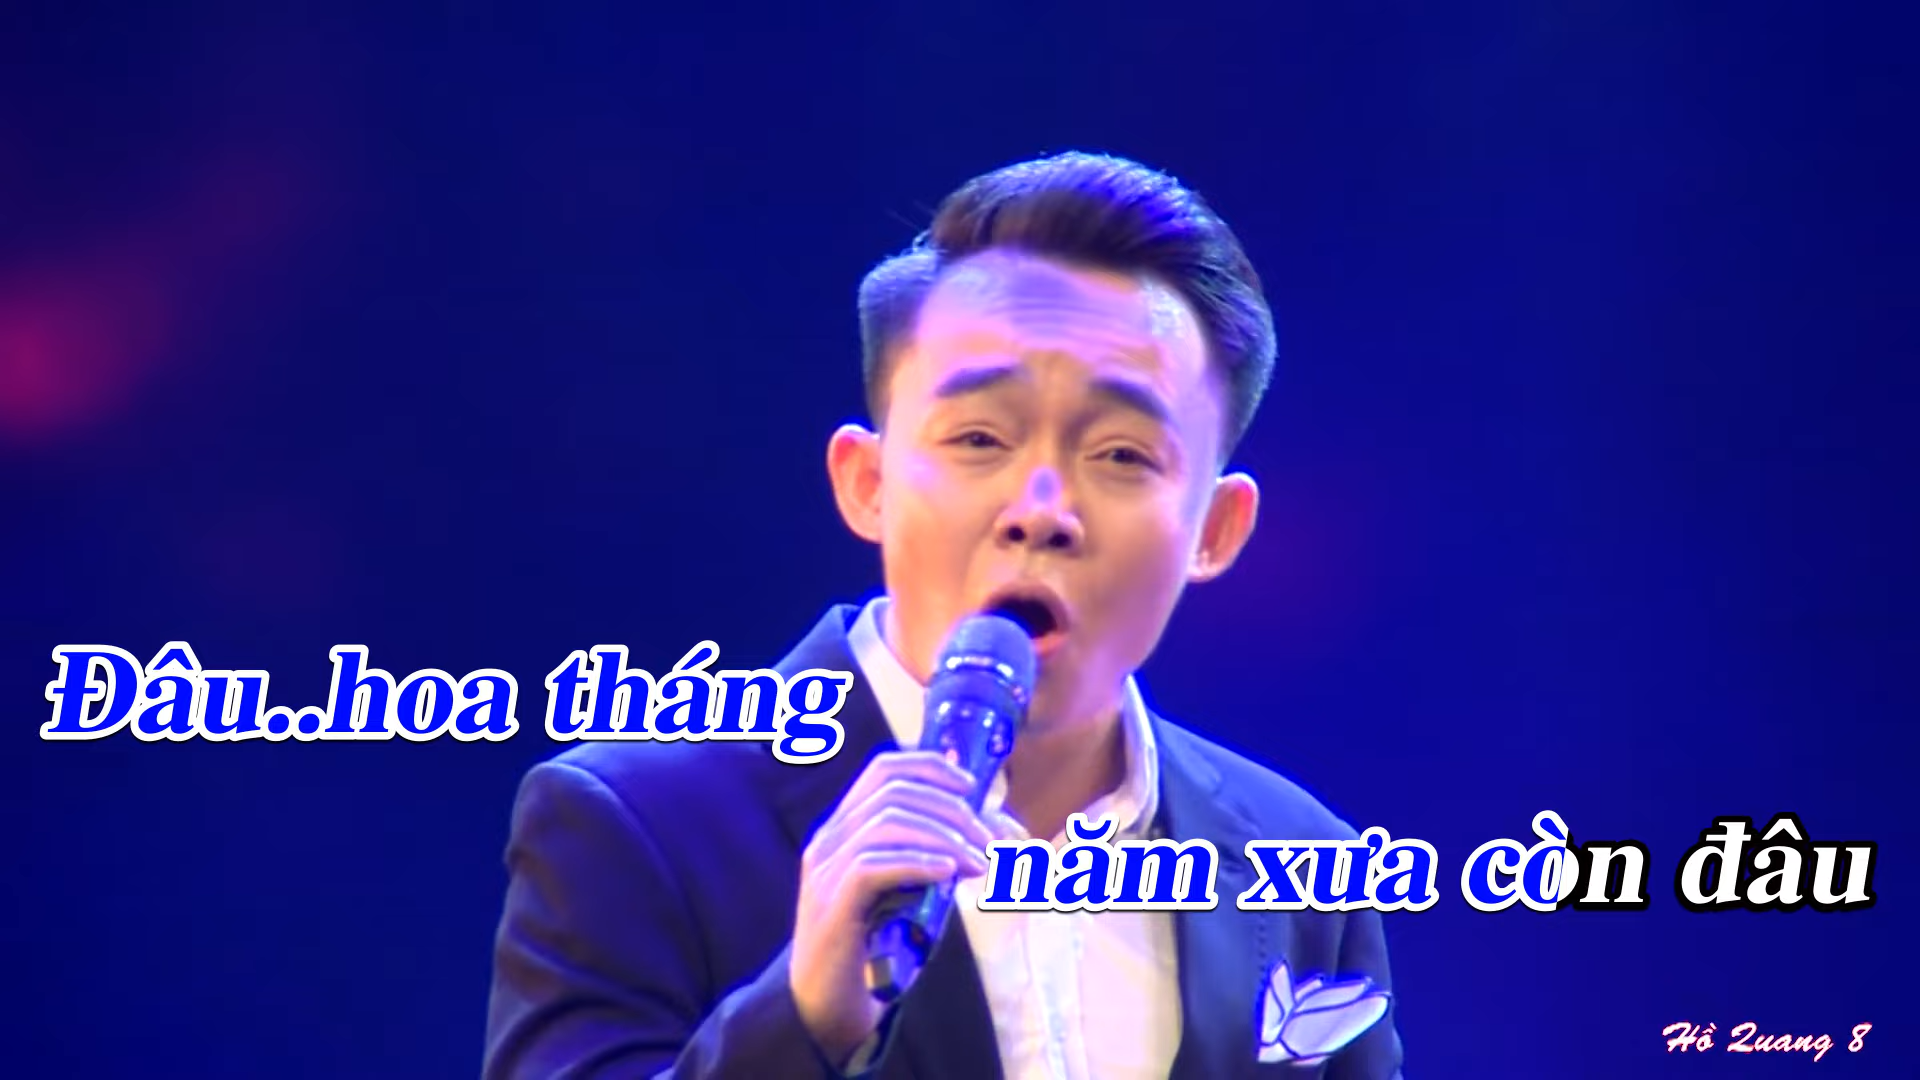 Đâu..hoa tháng
năm xưa còn đâu
Hồ Quang 8